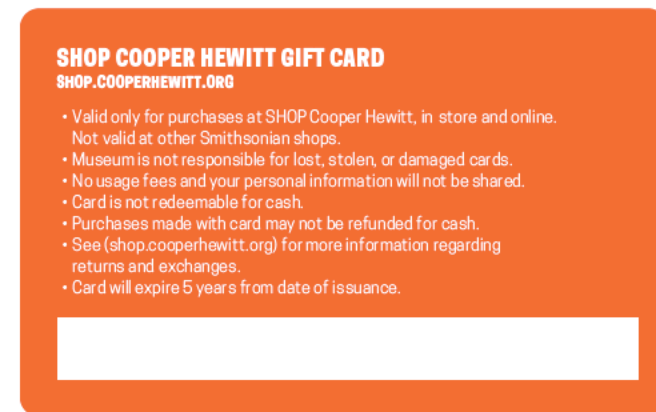 SHOP COOPER HEWITT GIFT CARD
SHOP.COOPERHEWITT.ORG
• Valid only for purchases at SHOP Cooper Hewitt, in store and online.
Not valid at other Smithsonian shops.
• Museum is not responsible for lost, stolen, or damaged cards.
• No usage fees and your personal information will not be shared.
• Card is not redeemable for cash.
• Purchases made with card may not be refunded for cash.
• See (shop.cooperhewitt.org) for more information regarding
returns and exchanges.
• Card will expire 5 years from date of issuance.